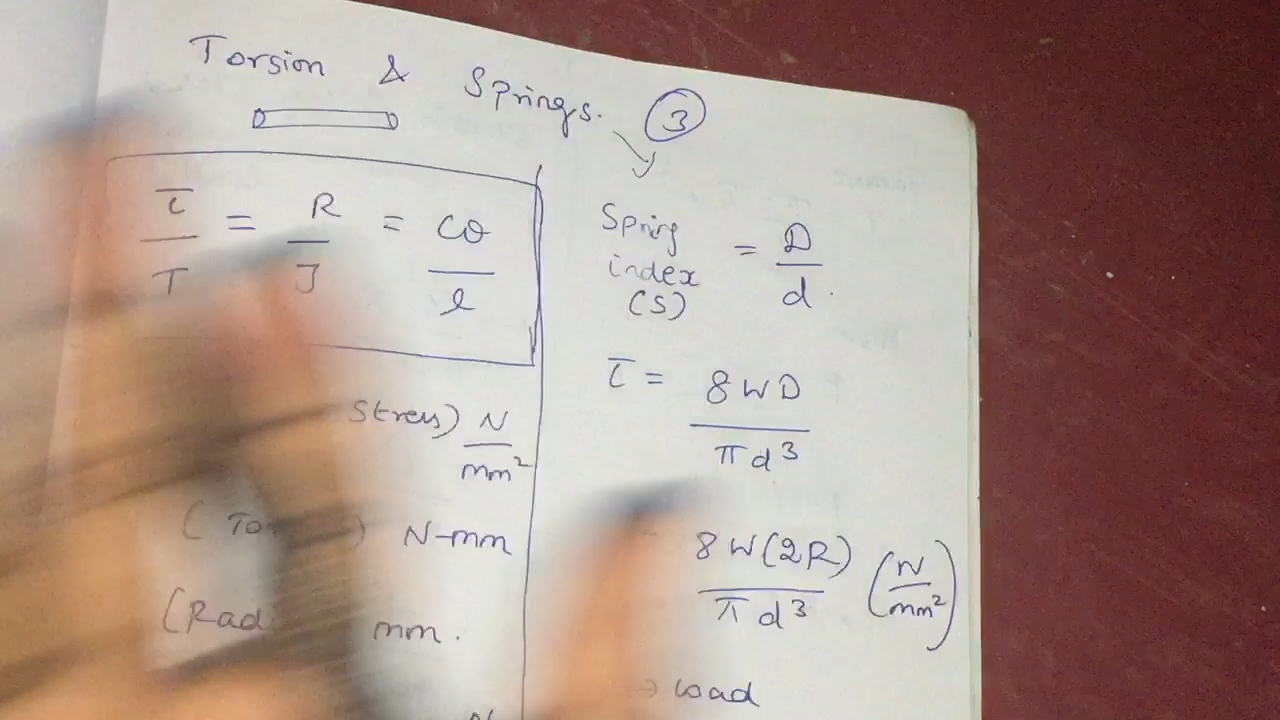 Torsion & Springs. 3
τ/T = R/J = Cθ/l
Stress) N/mm²
N-mm
mm.
Spring index (S) = D/d.
τ = 8WD/πd³
8W(2R)/πd³ (N/mm²)
→ Load